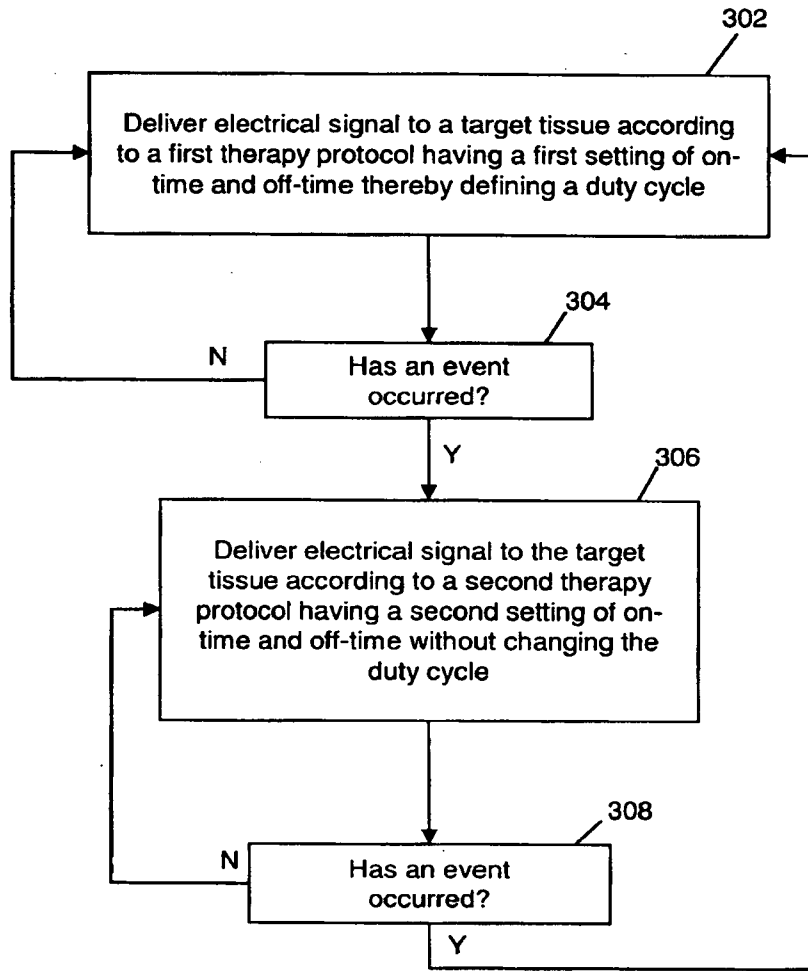 302
Deliver electrical signal to a target tissue according
to a first therapy protocol having a first setting of on-
time and off-time thereby defining a duty cycle
304
N
Has an event
occurred?
Y
306
Deliver electrical signal to the target
tissue according to a second therapy
protocol having a second setting of on-
time and off-time without changing the
duty cycle
308
N
Has an event
occurred?
Y